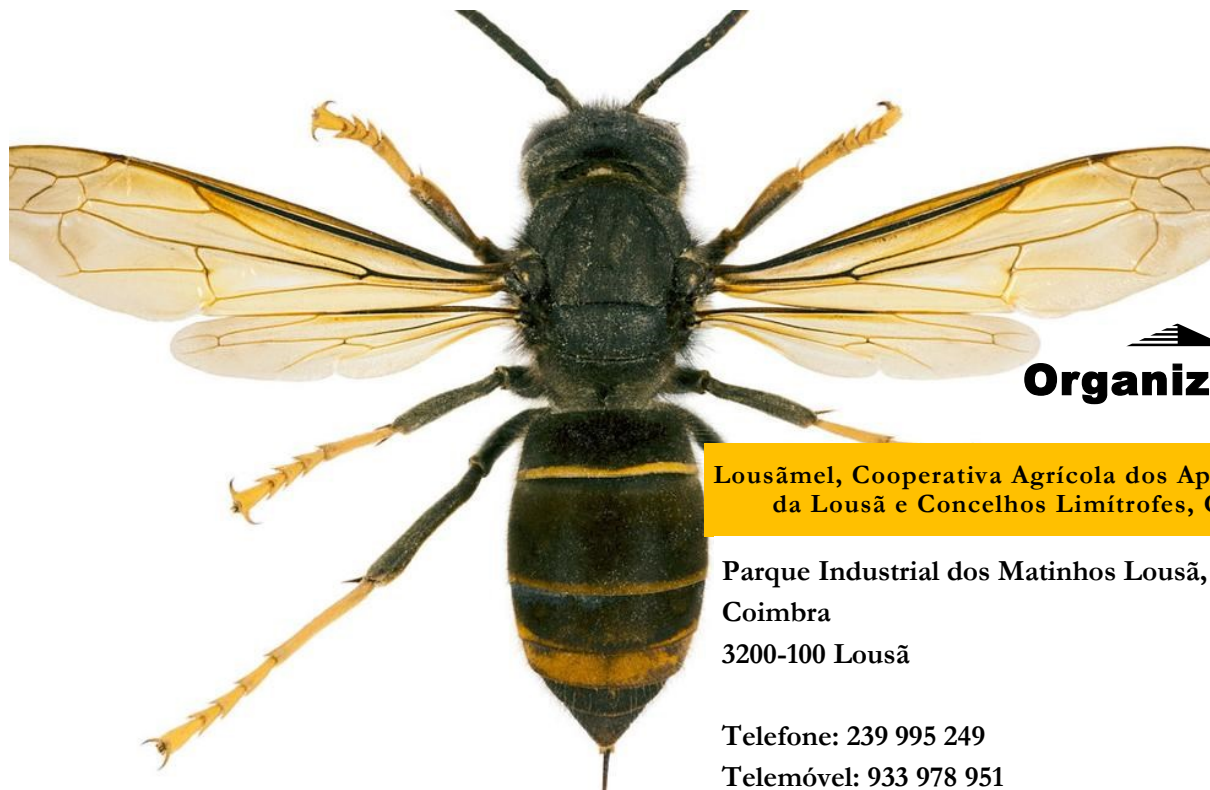 Organiz
Lousãmel, Cooperativa Agrícola dos Ap
da Lousã e Concelhos Limítrofes,
Parque Industrial dos Matinhos Lousã,
Coimbra
3200-100 Lousã
Telefone: 239 995 249
Telemóvel: 933 978 951